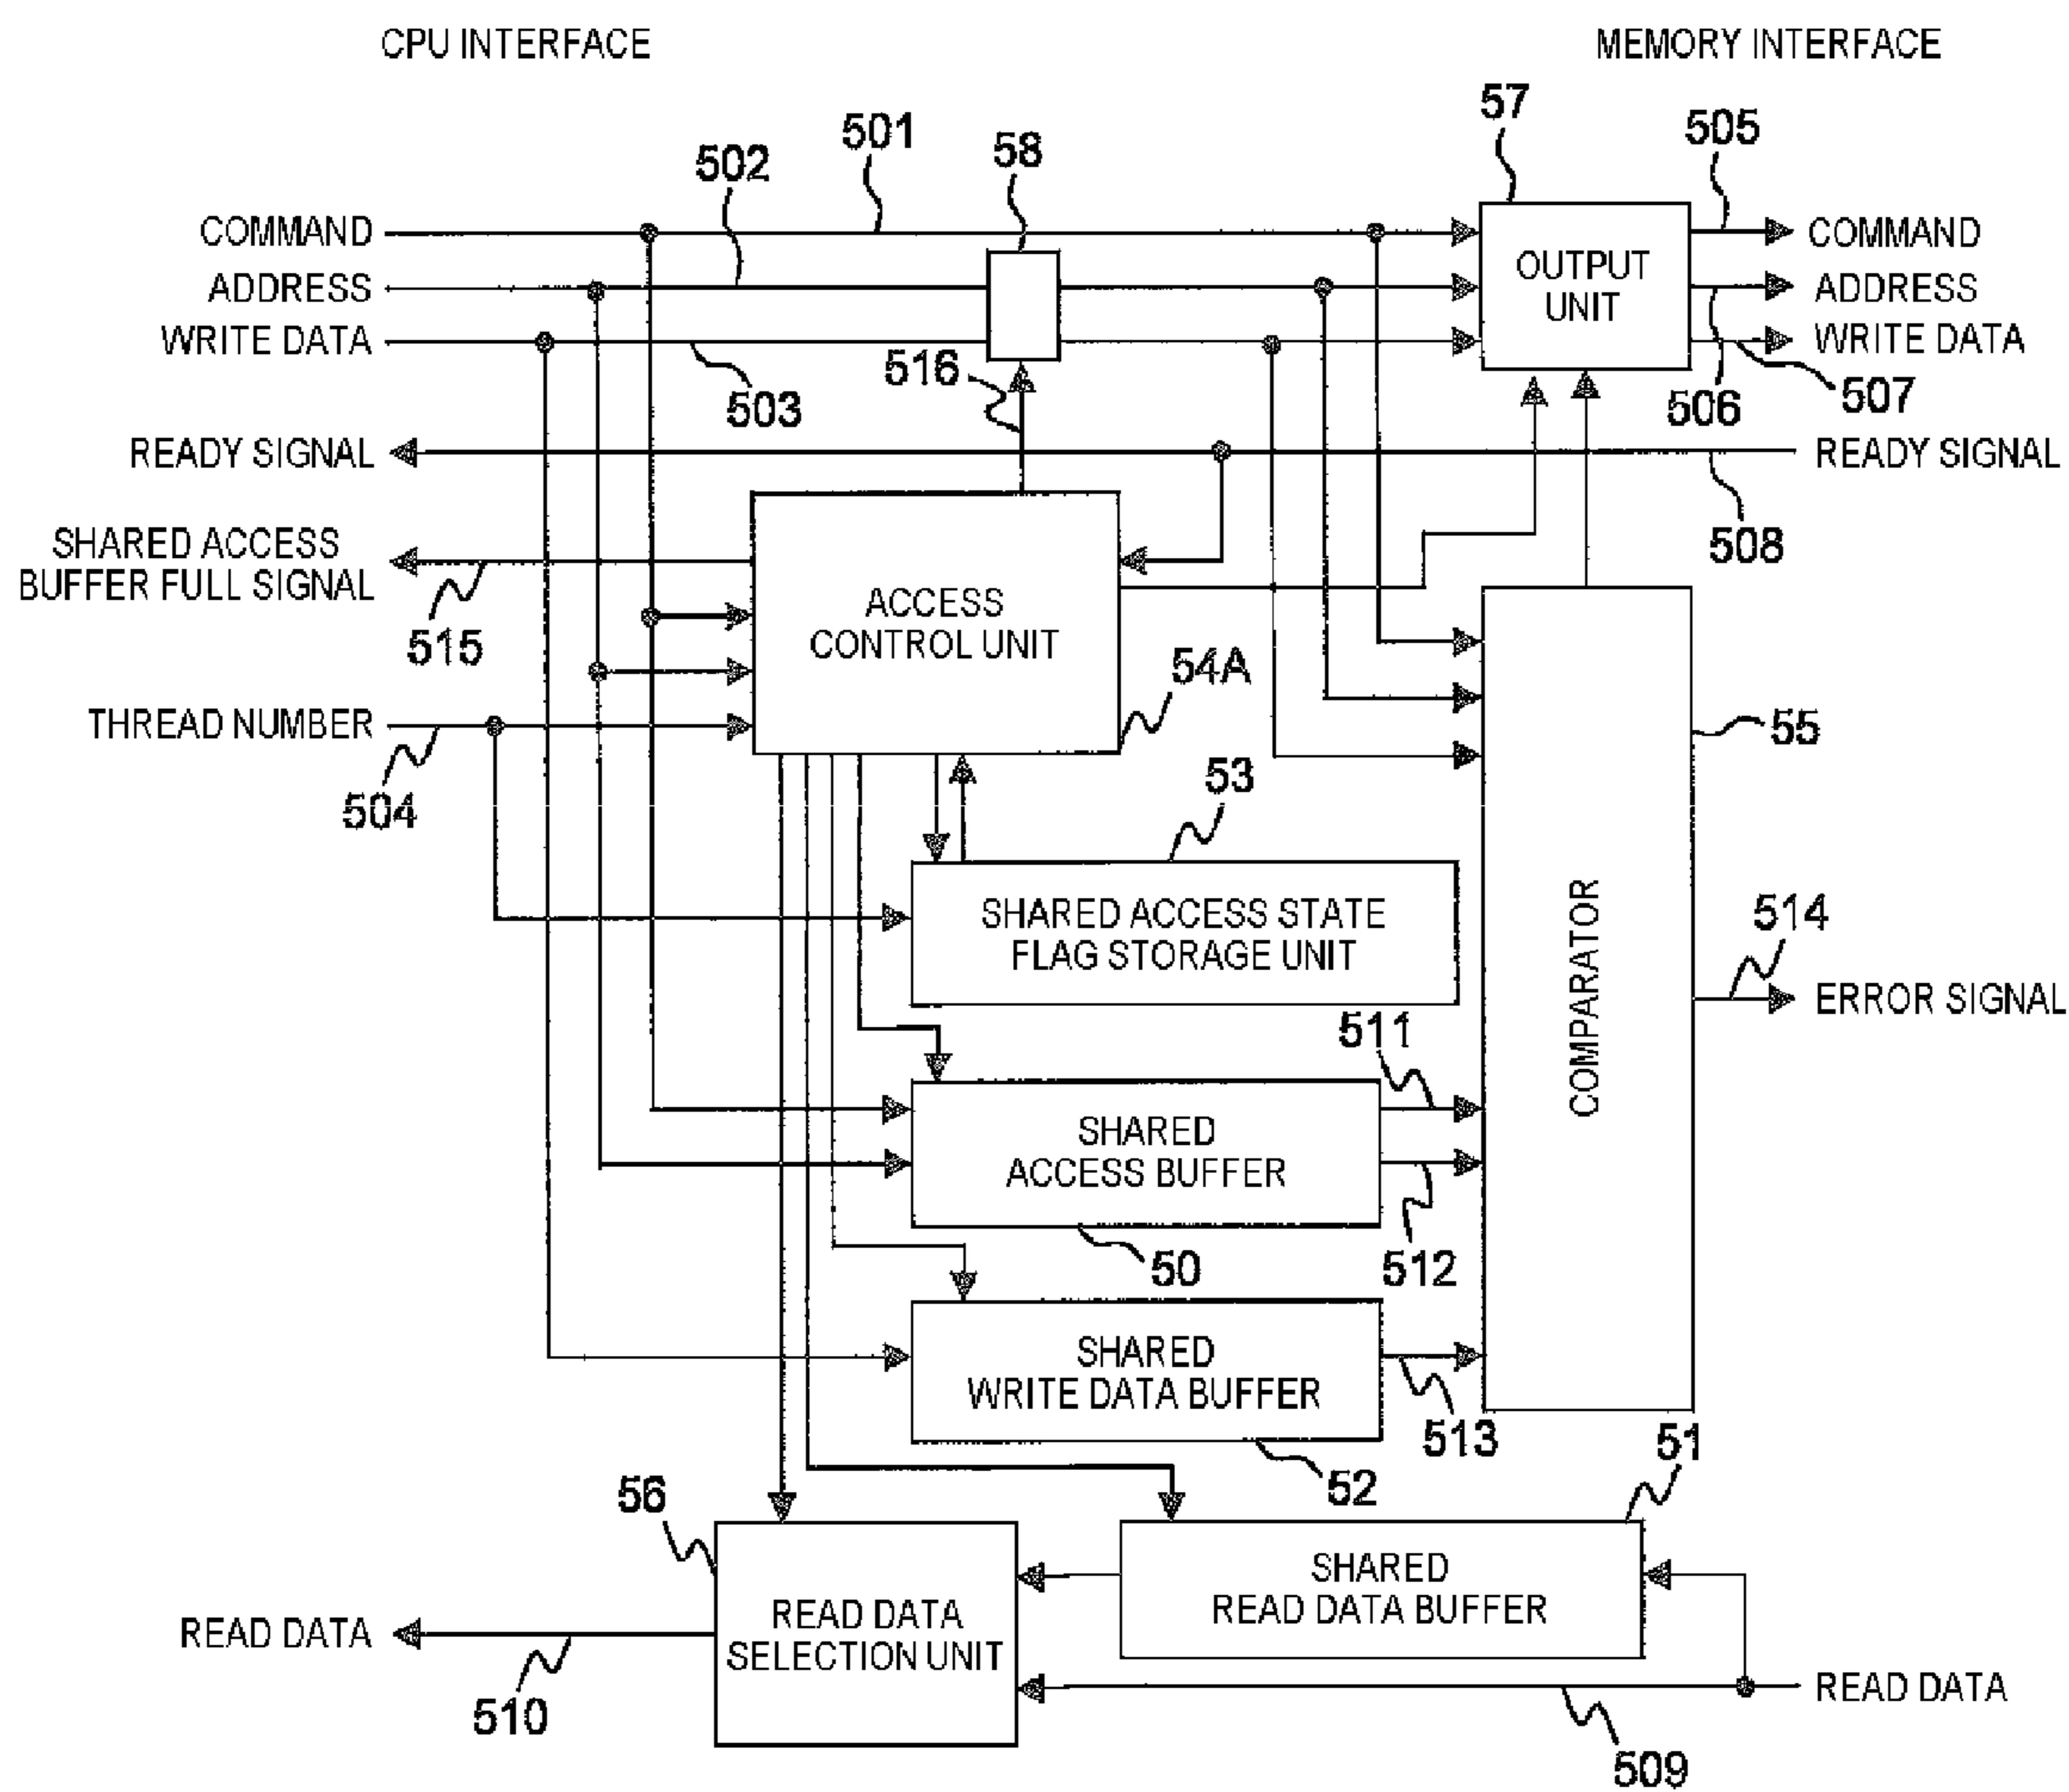 CPU INTERFACE
MEMORY INTERFACE
57
501
505
58
502
COMMAND
COMMAND
OUTPUT
UNIT
ADDRESS
ADDRESS
WRITE DATA
WRITE DATA
516
503
506
507
READY SIGNAL
READY SIGNAL
508
SHARED ACCESS
BUFFER FULL SIGNAL
515
ACCESS
CONTROL UNIT
54A
THREAD NUMBER
55
504
53
SHARED ACCESS STATE
FLAG STORAGE UNIT
COMPARATOR
514
ERROR SIGNAL
511
SHARED
ACCESS BUFFER
50
512
SHARED
WRITE DATA BUFFER
513
51
52
56
SHARED
READ DATA BUFFER
READ DATA
SELECTION UNIT
READ DATA
READ DATA
510
509